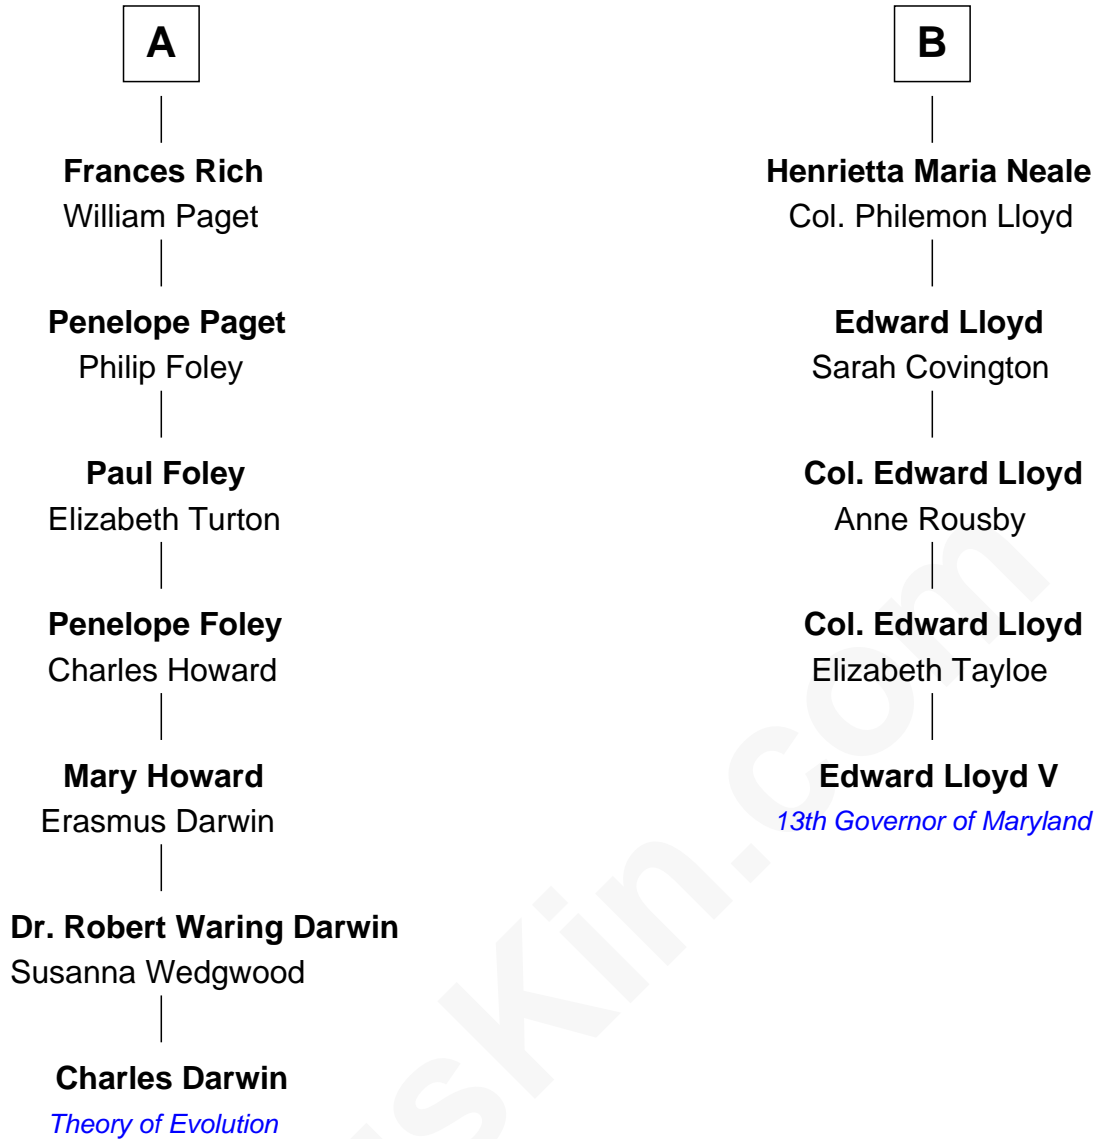 A
Frances Rich
William Paget
Penelope Paget
Philip Foley
Paul Foley
Elizabeth Turton
Penelope Foley
Charles Howard
Mary Howard
Erasmus Darwin
Dr. Robert Waring Darwin
Susanna Wedgwood
Charles Darwin
Theory of Evolution
B
Henrietta Maria Neale
Col. Philemon Lloyd
Edward Lloyd
Sarah Covington
Col. Edward Lloyd
Anne Rousby
Col. Edward Lloyd
Elizabeth Tayloe
Edward Lloyd V
13th Governor of Maryland
usKin.com